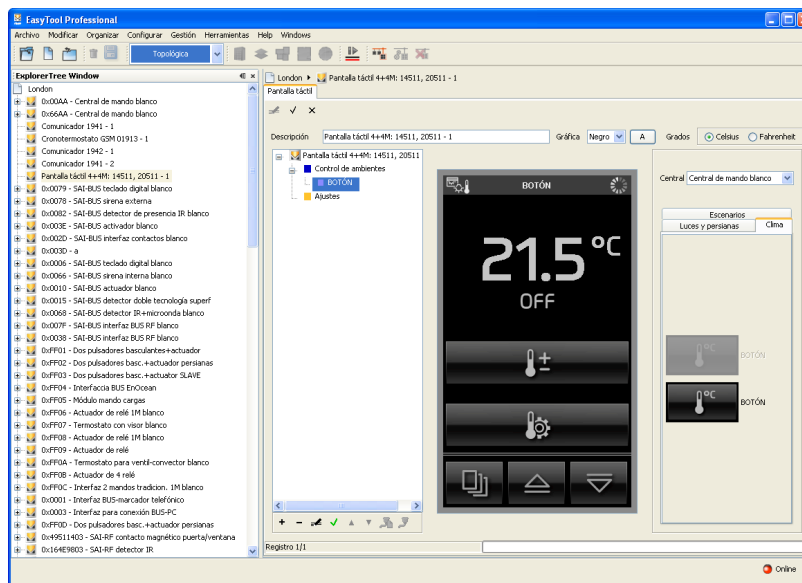 EasyTool Professional
Archivo Modificar Organizar Configurar Gestión Herramientas Help Windows
Topológica
ExplorerTree Window
London
0x00AA - Central de mando blanco
0x66AA - Central de mando blanco
Comunicador 1941 - 1
Cronotermostato GSM 01913 - 1
Comunicador 1942 - 1
Comunicador 1941 - 2
Pantalla táctil 4+4M: 14511, 20511 - 1
0x0079 - SAI-BUS teclado digital blanco
0x0078 - SAI-BUS sirena externa
0x0082 - SAI-BUS detector de presencia IR blanco
0x003E - SAI-BUS activador blanco
0x002D - SAI-BUS interfaz contactos blanco
0x003D - a
0x0006 - SAI-BUS teclado digital blanco
0x0066 - SAI-BUS sirena interna blanco
0x0010 - SAI-BUS actuador blanco
0x0015 - SAI-BUS detector doble tecnología superf
0x0068 - SAI-BUS detector IR+microonda blanco
0x007F - SAI-BUS interfaz BUS RF blanco
0x0038 - SAI-BUS interfaz BUS RF blanco
0xFF01 - Dos pulsadores basculantes+actuador
0xFF02 - Dos pulsadores basc.+actuador persianas
0xFF03 - Dos pulsadores basc.+actuator SLAVE
0xFF04 - Interfaccia BUS EnOcean
0xFF05 - Módulo mando cargas
0xFF06 - Actuador de relé 1M blanco
0xFF07 - Termostato con visor blanco
0xFF08 - Actuador de relé 1M blanco
0xFF09 - Actuador de relé
0xFF0A - Termostato para ventil-convector blanco
0xFF0B - Actuador de 4 relé
0xFF0C - Interfaz 2 mandos tradicion. 1M blanco
0x0001 - Interfaz BUS-marcador telefónico
0x0003 - Interfaz para conexión BUS-PC
0xFF0D - Dos pulsadores basc.+actuador persianas
0x49511403 - SAI-RF contacto magnético puerta/ventana
0x164E9803 - SAI-RF detector IR
London Pantalla táctil 4+4M: 14511, 20511 - 1
Pantalla táctil
Descripción Pantalla táctil 4+4M: 14511, 20511 - 1 Gráfica Negro A Grados Celsius Fahrenheit
Pantalla táctil 4+4M: 14511, 20511
Control de ambientes
BOTÓN
Ajustes
BOTÓN
21.5 °C
OFF
Central Central de mando blanco
Escenarios
Luces y persianas Clima
°C BOTÓN
°C BOTÓN
Registro 1/1
Online